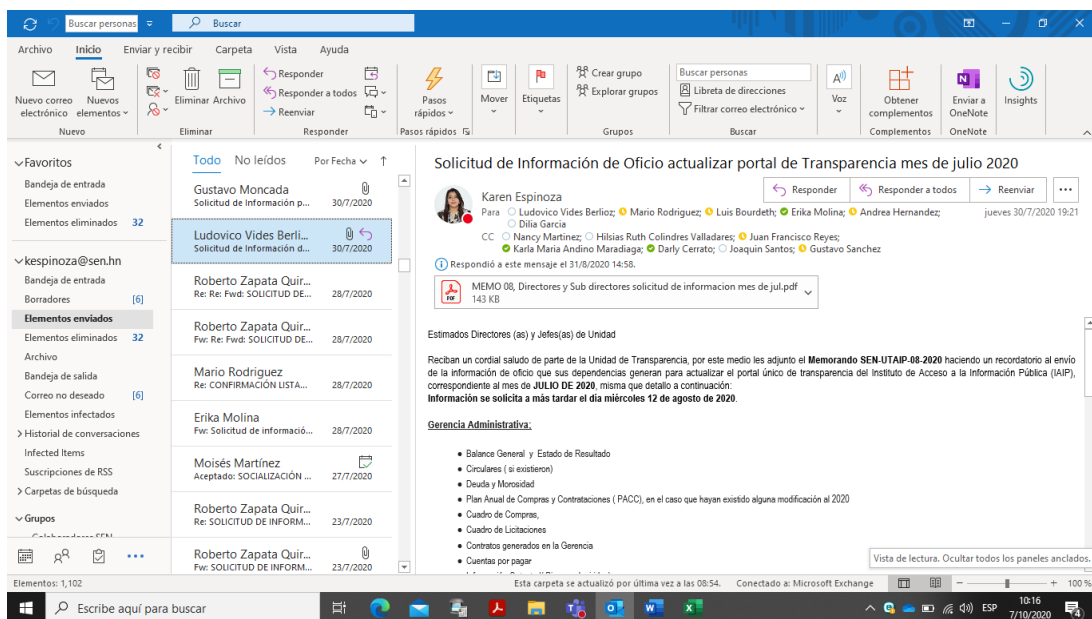 Buscar personas
Buscar
Archivo Inicio Enviar y recibir Carpeta Vista Ayuda
Nuevo correo electrónico
Nuevos elementos
Nuevo
Eliminar Archivo
Eliminar
Responder
Responder a todos
Reenviar
Responder
Pasos rápidos
Pasos rápidos
Mover
Etiquetas
Crear grupo
Explorar grupos
Grupos
Buscar personas
Libreta de direcciones
Filtrar correo electrónico
Buscar
Voz
Obtener complementos
Complementos
Enviar a OneNote
OneNote
Insights
Favoritos
Bandeja de entrada
Elementos enviados
Elementos eliminados 32
kespinoza@sen.hn
Bandeja de entrada
Borradores [6]
Elementos enviados
Elementos eliminados 32
Archivo
Bandeja de salida
Correo no deseado [6]
Elementos infectados
Historial de conversaciones
Infected Items
Suscripciones de RSS
Carpetas de búsqueda
Grupos
Todo No leídos Por Fecha
Gustavo Moncada
Solicitud de Información p... 30/7/2020
Ludovico Vides Berli...
Solicitud de Información d... 30/7/2020
Roberto Zapata Quir...
Re: Re: Fwd: SOLICITUD DE... 28/7/2020
Roberto Zapata Quir...
Fw: Re: Fwd: SOLICITUD DE... 28/7/2020
Mario Rodriguez
Re: CONFIRMACIÓN LISTA... 28/7/2020
Erika Molina
Fw: Solicitud de informació... 28/7/2020
Moisés Martínez
Aceptado: SOCIALIZACIÓN ... 27/7/2020
Roberto Zapata Quir...
Re: SOLICITUD DE INFORM... 23/7/2020
Roberto Zapata Quir...
Fw: SOLICITUD DE INFORM... 23/7/2020
Solicitud de Información de Oficio actualizar portal de Transparencia mes de julio 2020
Karen Espinoza
Responder Responder a todos Reenviar
Para Ludovico Vides Berlioz; Mario Rodriguez; Luis Bourdeth; Erika Molina; Andrea Hernandez;
Dilia Garcia
jueves 30/7/2020 19:21
CC Nancy Martinez; Hilsias Ruth Colindres Valladares; Juan Francisco Reyes;
Karla Maria Andino Maradiaga; Darly Cerrato; Joaquin Santos; Gustavo Sanchez
Respondió a este mensaje el 31/8/2020 14:58.
MEMO 08, Directores y Sub directores solicitud de informacion mes de jul.pdf
143 KB
Estimados Directores (as) y Jefes(as) de Unidad
Reciban un cordial saludo de parte de la Unidad de Transparencia, por este medio les adjunto el Memorando SEN-UTAIP-08-2020 haciendo un recordatorio al envío
de la información de oficio que sus dependencias generan para actualizar el portal único de transparencia del Instituto de Acceso a la Información Pública (IAIP),
correspondiente al mes de JULIO DE 2020, misma que detallo a continuación:
Información se solicita a más tardar el día miércoles 12 de agosto de 2020.
Gerencia Administrativa;
Balance General y Estado de Resultado
Circulares ( si existieron)
Deuda y Morosidad
Plan Anual de Compras y Contrataciones ( PACC), en el caso que hayan existido alguna modificación al 2020
Cuadro de Compras,
Cuadro de Licitaciones
Contratos generados en la Gerencia
Cuentas por pagar
Vista de lectura. Ocultar todos los paneles anclados.
Elementos: 1,102
Esta carpeta se actualizó por última vez a las 08:54. Conectado a: Microsoft Exchange 100 %
Escribe aquí para buscar
ESP
10:16
7/10/2020